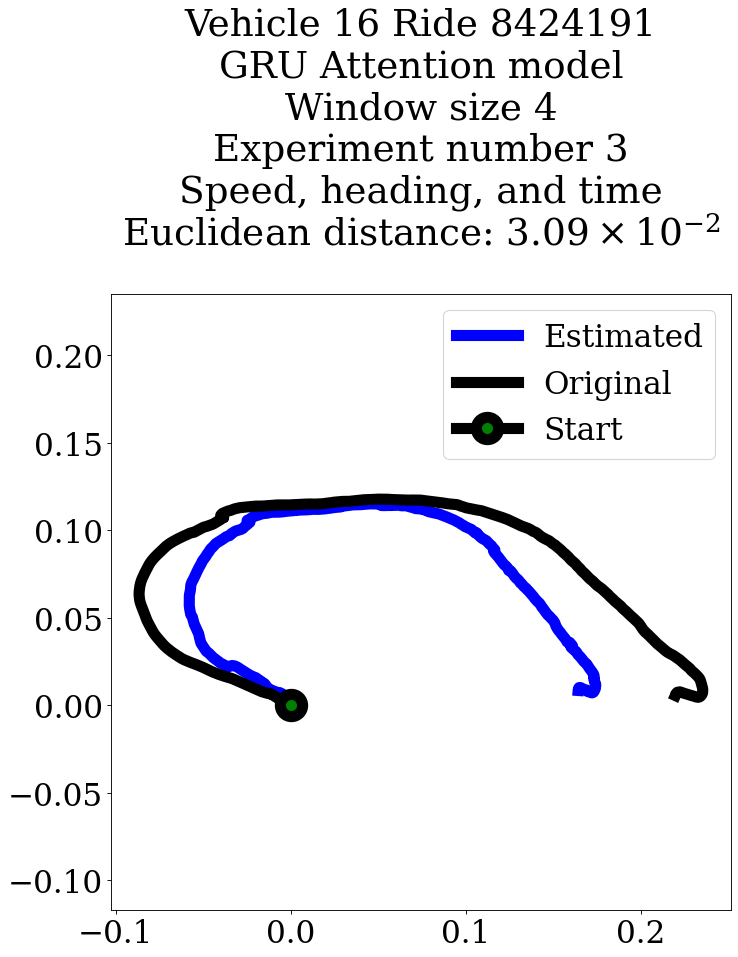 Vehicle 16 Ride 8424191
GRU Attention model
Window size 4
Experiment number 3
Speed, heading, and time
Euclidean distance: 3.09 × 10⁻²
Estimated
Original
Start
0.20
0.15
0.10
0.05
0.00
−0.05
−0.10
−0.1 0.0 0.1 0.2